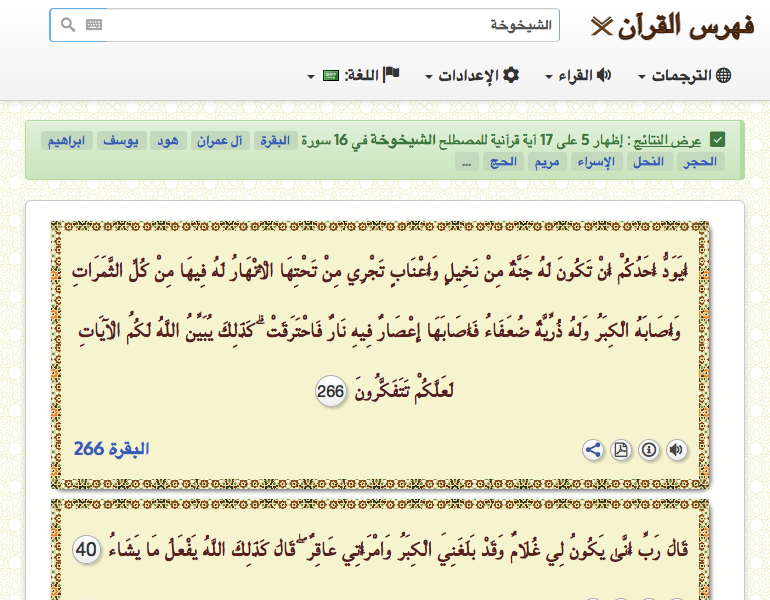 فهرس القرآن
الشيخوخة
الترجمات القراء الإعدادات اللغة:
عرض النتائج : إظهار 5 على 17 آية قرآنية للمصطلح الشيخوخة في 16 سورة البقرة آل عمران هود يوسف ابراهيم
الحجر النحل الإسراء مريم الحج ...
أَيَوَدُّ أَحَدُكُمْ أَنْ تَكُونَ لَهُ جَنَّةٌ مِنْ نَخِيلٍ وَأَعْنَابٍ تَجْرِي مِنْ تَحْتِهَا الْأَنْهَارُ لَهُ فِيهَا مِنْ كُلِّ الثَّمَرَاتِ
وَأَصَابَهُ الْكِبَرُ وَلَهُ ذُرِّيَّةٌ ضُعَفَاءُ فَأَصَابَهَا إِعْصَارٌ فِيهِ نَارٌ فَاحْتَرَقَتْ ۗ كَذَٰلِكَ يُبَيِّنُ اللَّهُ لَكُمُ الْآيَاتِ
لَعَلَّكُمْ تَتَفَكَّرُونَ 266
البقرة 266
قَالَ رَبِّ أَنَّىٰ يَكُونُ لِي غُلَامٌ وَقَدْ بَلَغَنِيَ الْكِبَرُ وَامْرَأَتِي عَاقِرٌ ۖ قَالَ كَذَٰلِكَ اللَّهُ يَفْعَلُ مَا يَشَاءُ 40